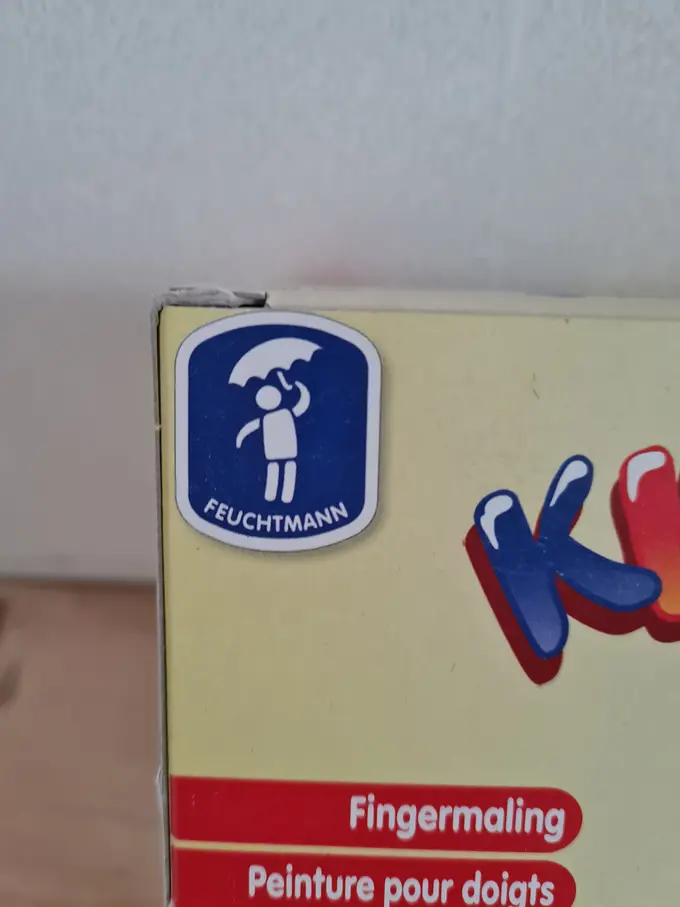 FEUCHTMANN
Fingermaling
Peinture pour doigts